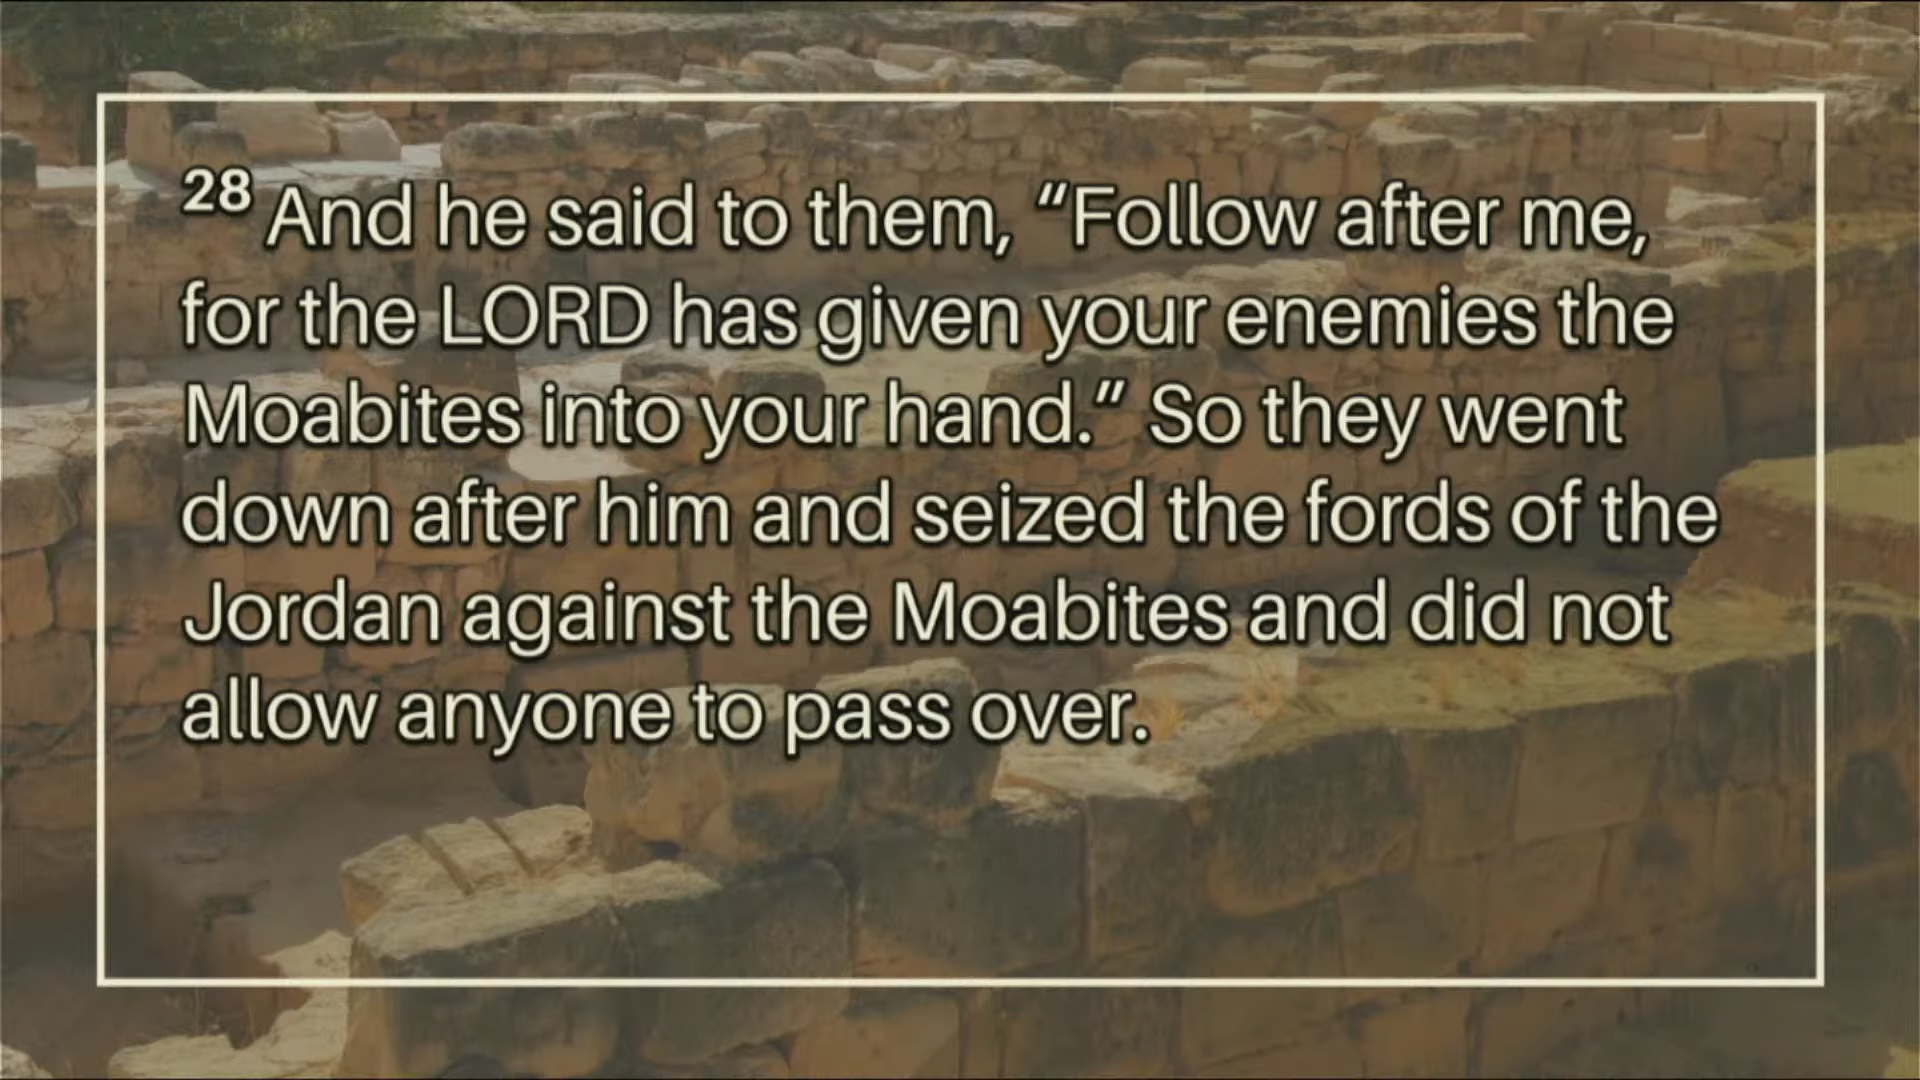 28 And he said to them, “Follow after me,
for the LORD has given your enemies the
Moabites into your hand.” So they went
down after him and seized the fords of the
Jordan against the Moabites and did not
allow anyone to pass over.